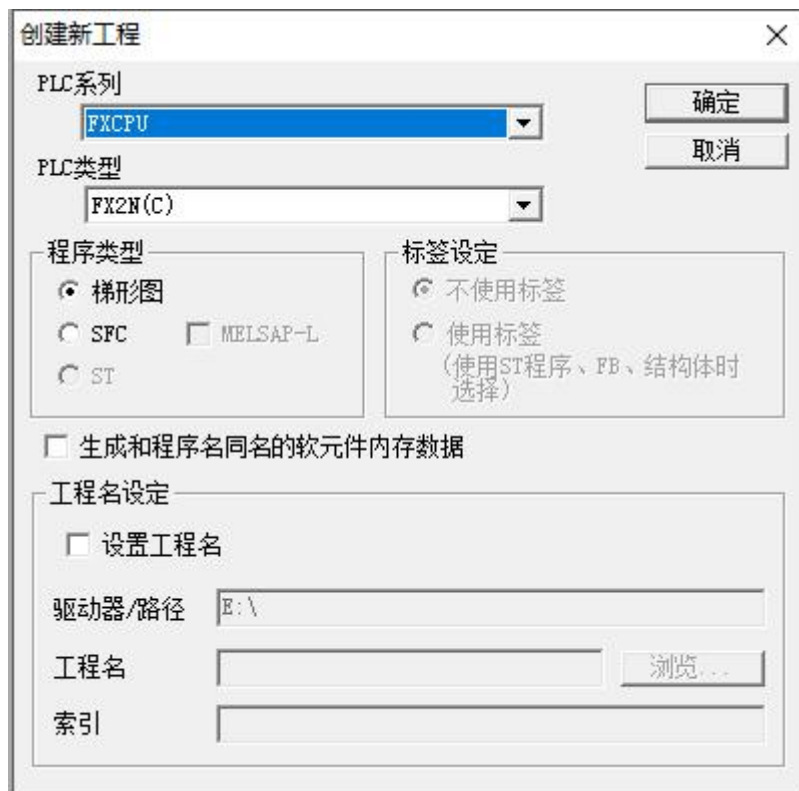 创建新工程
PLC系列
FXCPU
确定
取消
PLC类型
FX2N(C)
程序类型
梯形图
SFC
MELSAP-L
ST
标签设定
不使用标签
使用标签
(使用ST程序、FB、结构体时
选择)
生成和程序名同名的软元件内存数据
工程名设定
设置工程名
驱动器/路径
E:\
工程名
浏览...
索引